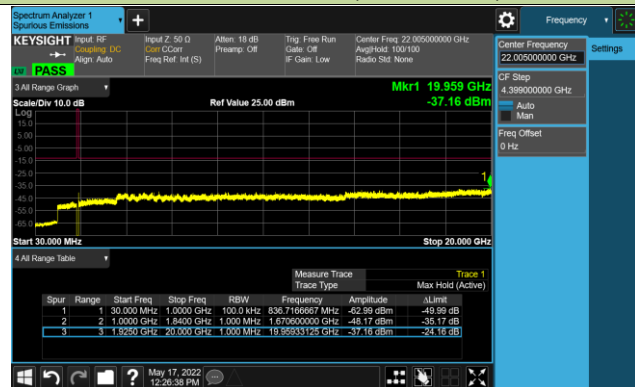 Spectrum Analyzer 1
Spurious Emissions
Frequency
KEYSIGHT
Input: RF
Coupling: DC
Align: Auto
Input Z: 50 Ω
Corr CCorr
Freq Ref: Int (S)
Atten: 18 dB
Preamp: Off
Trig: Free Run
Gate: Off
IF Gain: Low
Center Freq: 22.005000000 GHz
Avg|Hold: 100/100
Radio Std: None
PASS
3 All Range Graph
Mkr1 19.959 GHz
Scale/Div 10.0 dB
Ref Value 25.00 dBm
-37.16 dBm
Log
15.0
5.00
-5.00
-15.0
-25.0
-35.0
-45.0
-55.0
-65.0
1
Start 30.000 MHz
Stop 20.000 GHz
4 All Range Table
Measure Trace Trace 1
Trace Type Max Hold (Active)
Spur Range Start Freq Stop Freq RBW Frequency Amplitude ΔLimit
1 1 30.000 MHz 1.0000 GHz 100.0 kHz 836.7166667 MHz -62.99 dBm -49.99 dB
2 2 1.0000 GHz 1.8400 GHz 1.000 MHz 1.670600000 GHz -48.17 dBm -35.17 dB
3 3 1.9250 GHz 20.000 GHz 1.000 MHz 19.95933125 GHz -37.16 dBm -24.16 dB
May 17, 2022
12:26:38 PM
Center Frequency
22.005000000 GHz
Settings
CF Step
4.399000000 GHz
Auto
Man
Freq Offset
0 Hz